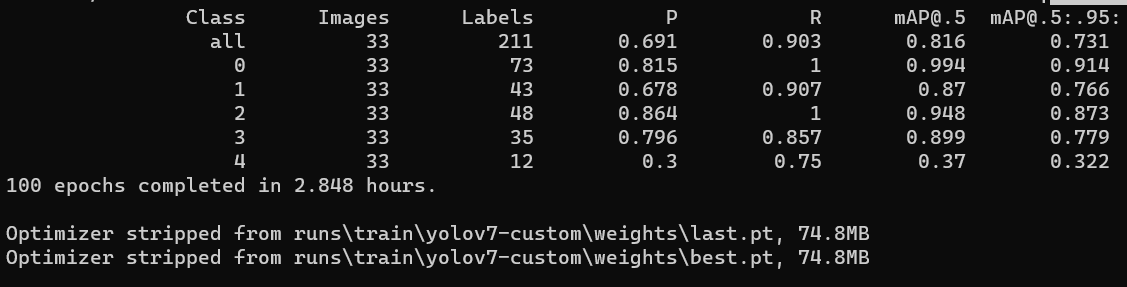 Class Images Labels P R mAP@.5 mAP@.5:.95:
all 33 211 0.691 0.903 0.816 0.731
0 33 73 0.815 1 0.994 0.914
1 33 43 0.678 0.907 0.87 0.766
2 33 48 0.864 1 0.948 0.873
3 33 35 0.796 0.857 0.899 0.779
4 33 12 0.3 0.75 0.37 0.322
100 epochs completed in 2.848 hours.
Optimizer stripped from runs\train\yolov7-custom\weights\last.pt, 74.8MB
Optimizer stripped from runs\train\yolov7-custom\weights\best.pt, 74.8MB